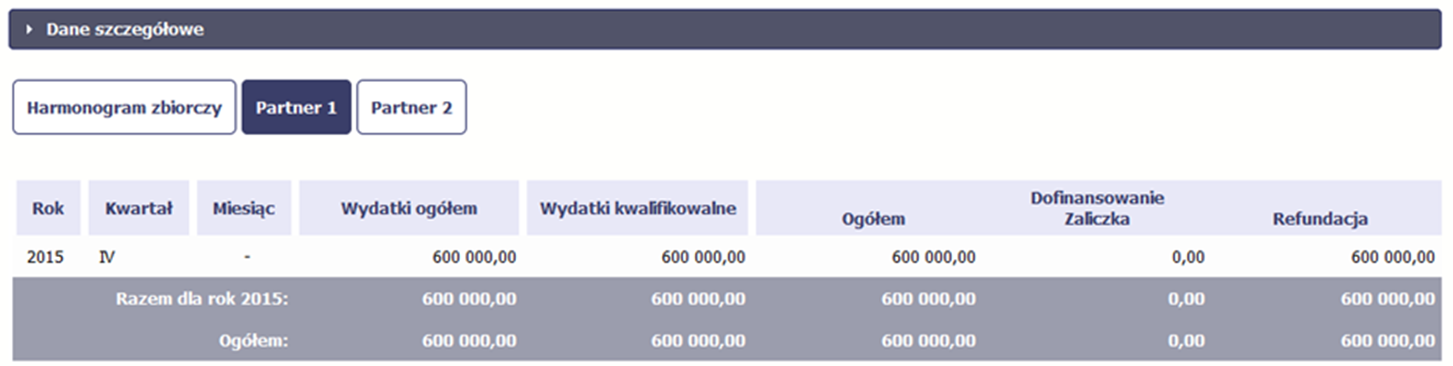 Dane szczegółowe
Harmonogram zbiorczy Partner 1 Partner 2
Rok Kwartał Miesiąc Wydatki ogółem Wydatki kwalifikowalne Dofinansowanie
Ogółem Zaliczka Refundacja
2015 IV - 600 000,00 600 000,00 600 000,00 0,00 600 000,00
Razem dla rok 2015: 600 000,00 600 000,00 600 000,00 0,00 600 000,00
Ogółem: 600 000,00 600 000,00 600 000,00 0,00 600 000,00